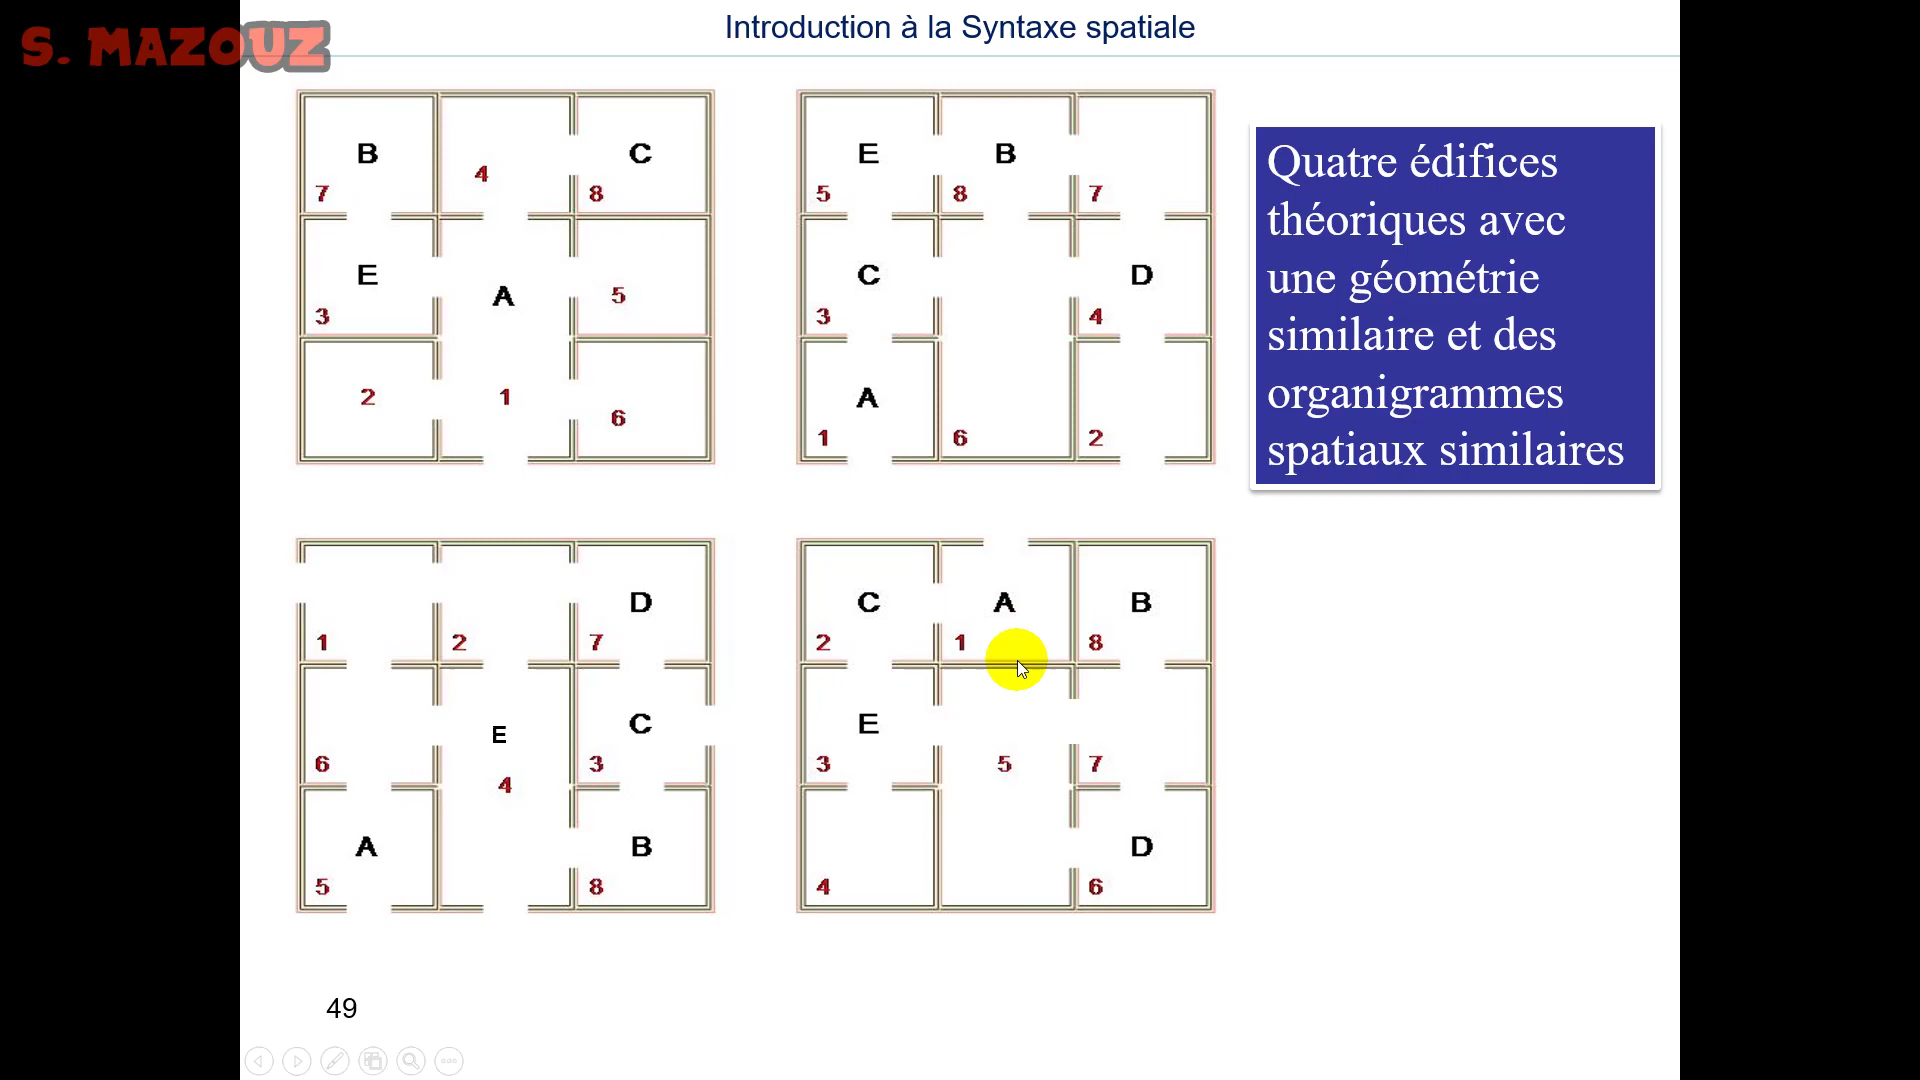 S. MAZOUZ
Introduction à la Syntaxe spatiale
B
4
C
7
8
E
A
5
3
2
1
6
E
B
5
8
7
C
D
3
4
A
1
6
2
Quatre édifices
théoriques avec
une géométrie
similaire et des
organigrammes
spatiaux similaires
D
1
2
7
E
C
6
4
3
A
B
5
8
C
A
B
2
1
8
E
3
5
7
D
4
6
49